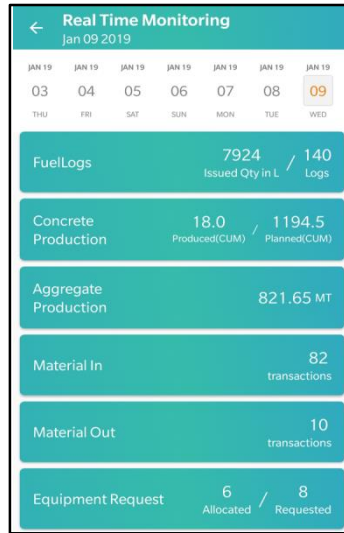 Real Time Monitoring
Jan 09 2019
JAN 19 JAN 19 JAN 19 JAN 19 JAN 19 JAN 19 JAN 19
03 04 05 06 07 08 09
THU FRI SAT SUN MON TUE WED
FuelLogs
7924 / 140
Issued Qty in L Logs
Concrete
Production
18.0 / 1194.5
Produced(CUM) Planned(CUM)
Aggregate
Production
821.65 MT
Material In
82
transactions
Material Out
10
transactions
Equipment Request
6 / 8
Allocated Requested